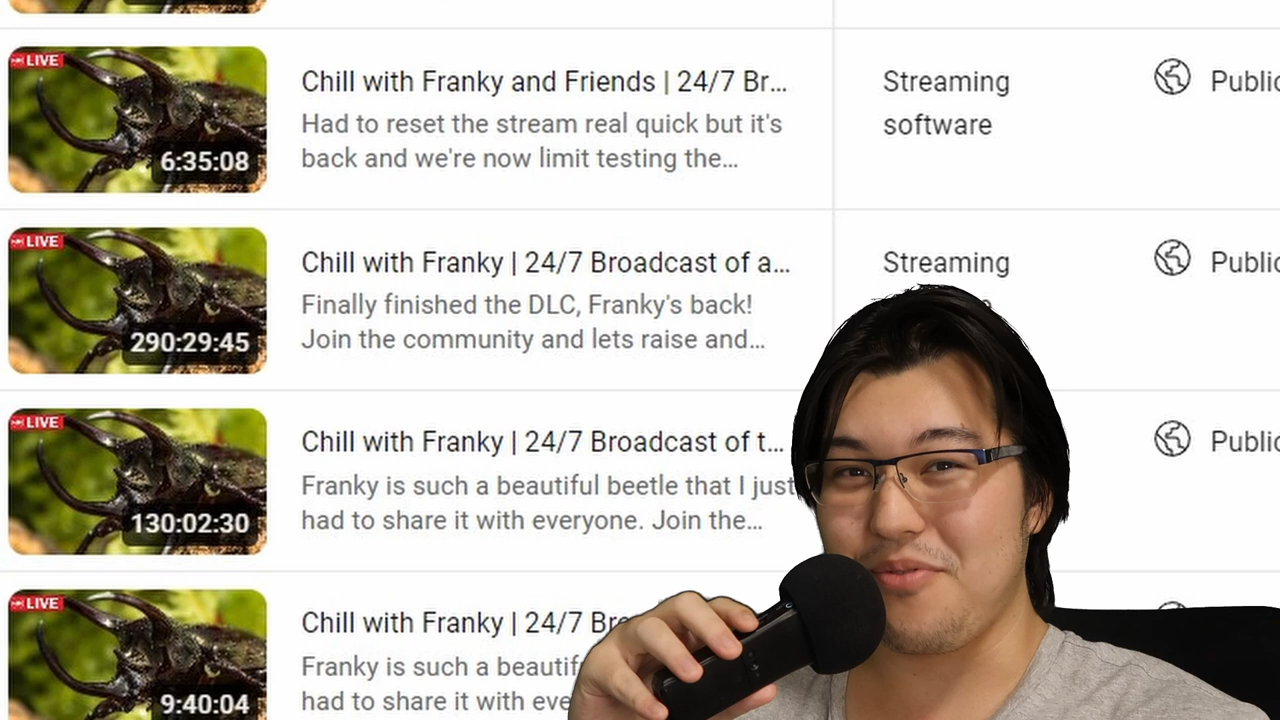 LIVE
6:35:08
Chill with Franky and Friends | 24/7 Br...
Had to reset the stream real quick but it's
back and we're now limit testing the...
Streaming
software
Public
LIVE
290:29:45
Chill with Franky | 24/7 Broadcast of a...
Finally finished the DLC, Franky's back!
Join the community and lets raise and...
Streaming
Public
LIVE
130:02:30
Chill with Franky | 24/7 Broadcast of t...
Franky is such a beautiful beetle that I just
had to share it with everyone. Join the...
Public
LIVE
9:40:04
Chill with Franky | 24/7 Br
Franky is such a beautif
had to share it with eve